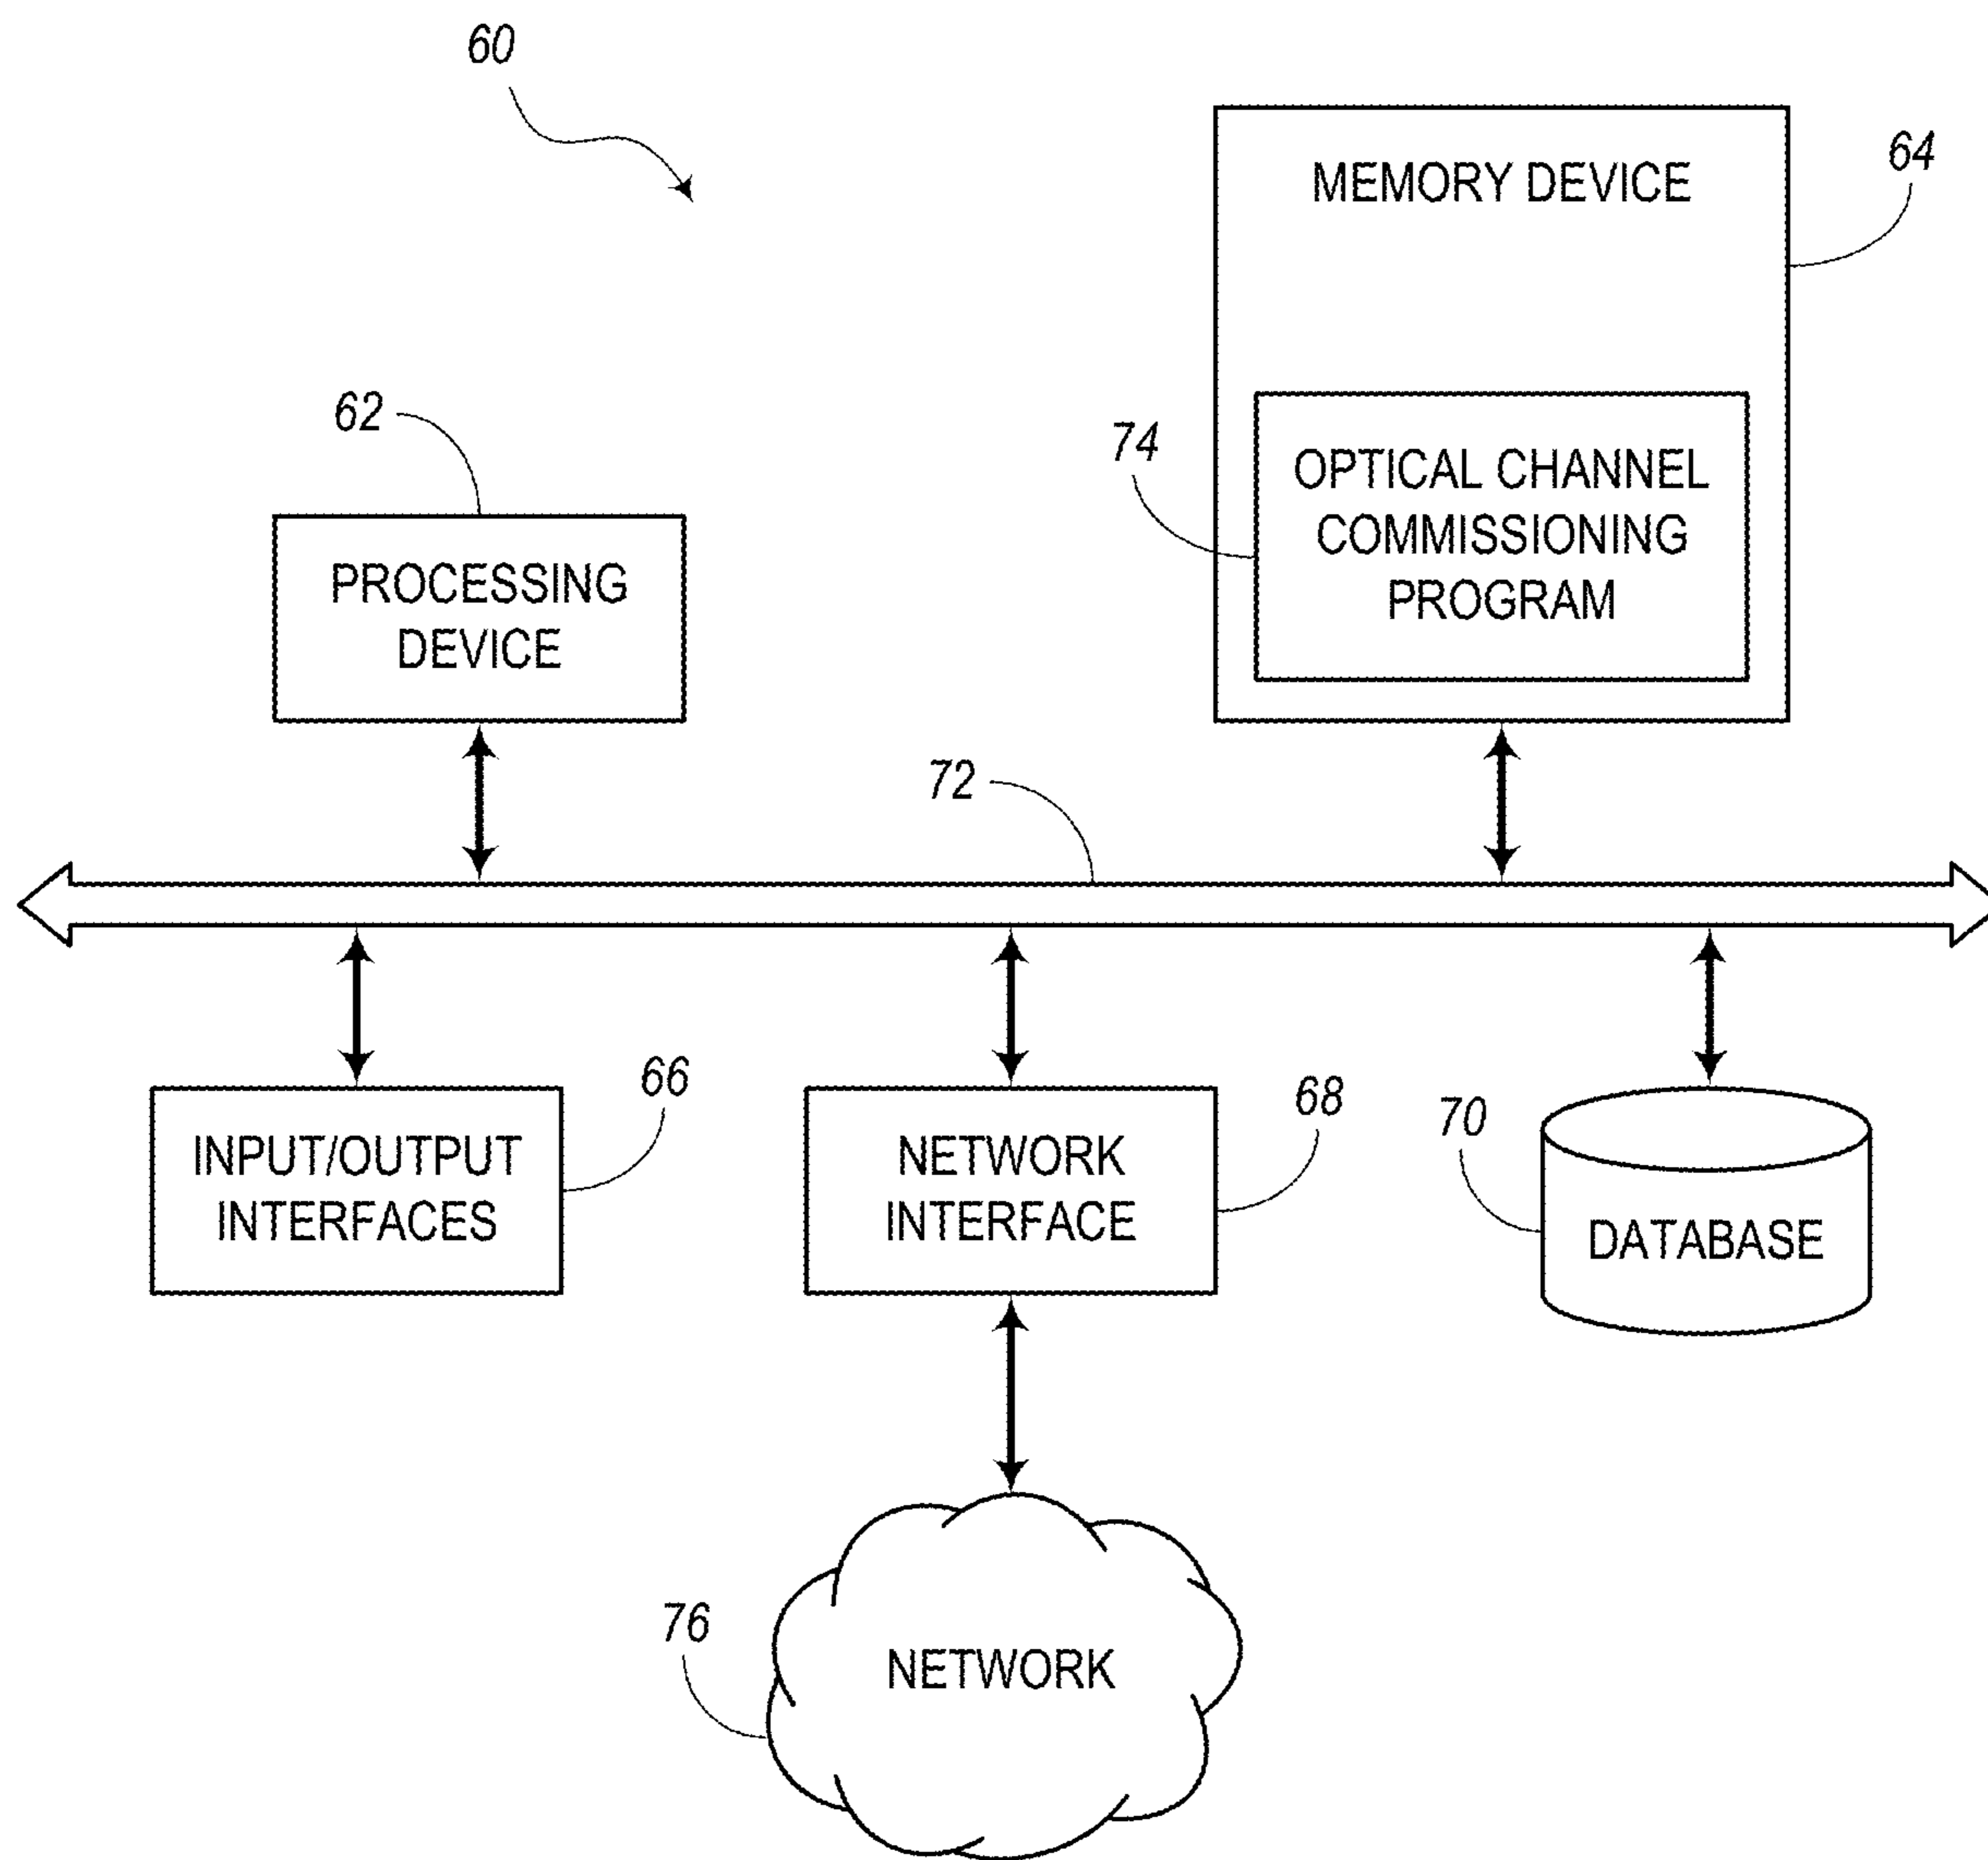 60
MEMORY DEVICE
64
62
74
OPTICAL CHANNEL
COMMISSIONING
PROGRAM
PROCESSING
DEVICE
72
66
68
70
INPUT/OUTPUT
INTERFACES
NETWORK
INTERFACE
DATABASE
76
NETWORK